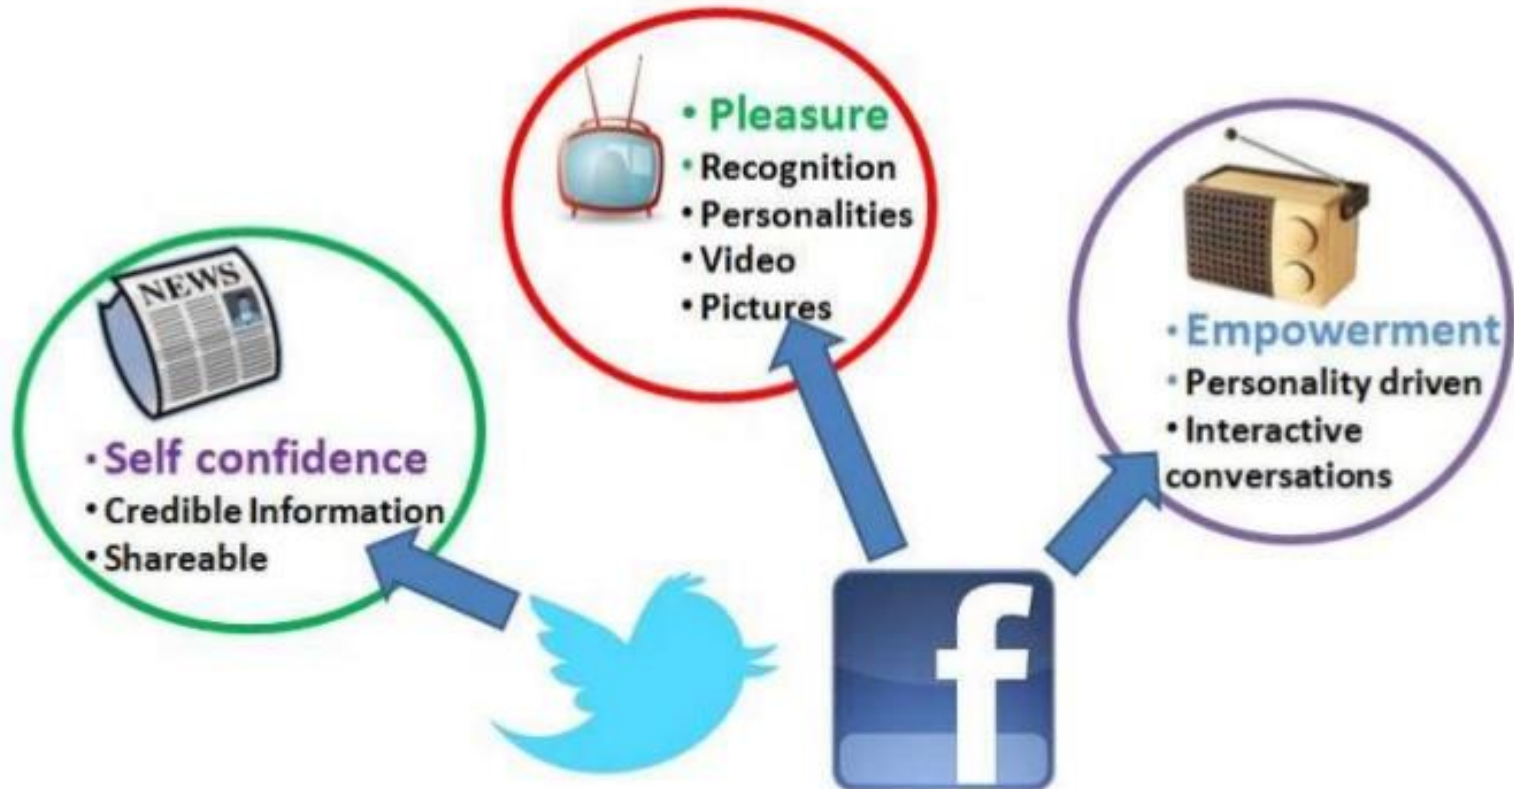 NEWS
• Self confidence
• Credible Information
• Shareable
• Pleasure
• Recognition
• Personalities
• Video
• Pictures
• Empowerment
• Personality driven
• Interactive
conversations
f